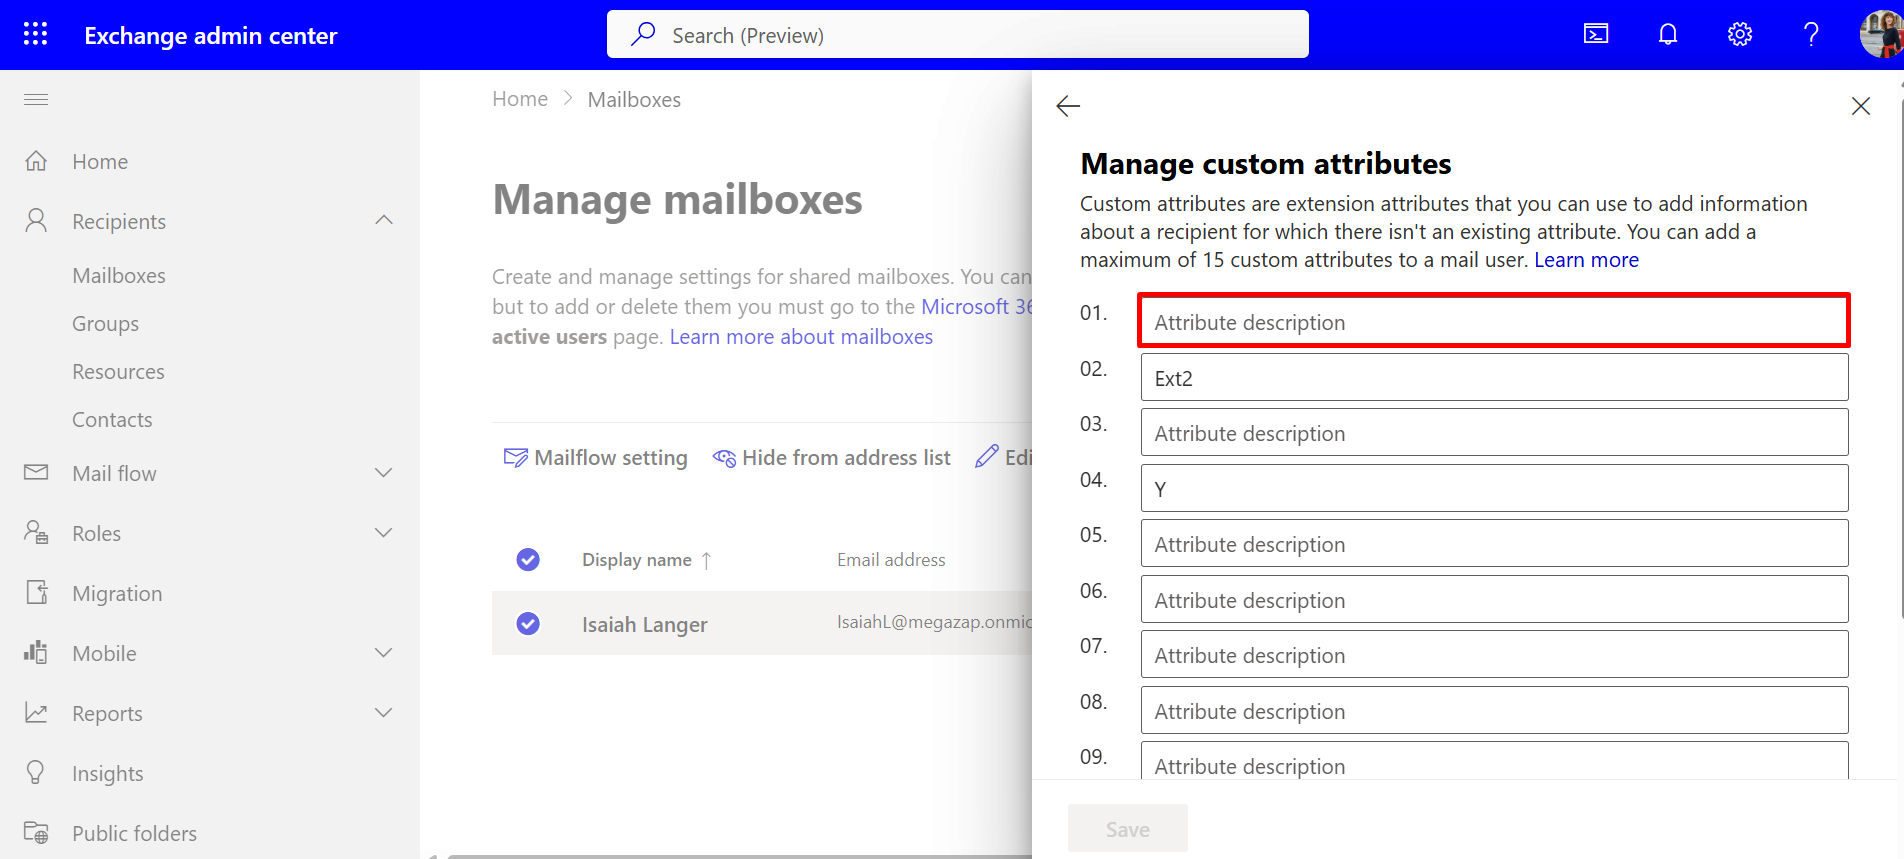 Exchange admin center
Search (Preview)
Home
Recipients
Mailboxes
Groups
Resources
Contacts
Mail flow
Roles
Migration
Mobile
Reports
Insights
Public folders
Home > Mailboxes
Manage mailboxes
Create and manage settings for shared mailboxes. You can
but to add or delete them you must go to the Microsoft 36
active users page. Learn more about mailboxes
Mailflow setting Hide from address list Edi
Display name ↑ Email address
Isaiah Langer IsaiahL@megazap.onmic
Manage custom attributes
Custom attributes are extension attributes that you can use to add information
about a recipient for which there isn't an existing attribute. You can add a
maximum of 15 custom attributes to a mail user. Learn more
01. Attribute description
02. Ext2
03. Attribute description
04. Y
05. Attribute description
06. Attribute description
07. Attribute description
08. Attribute description
09. Attribute description
Save